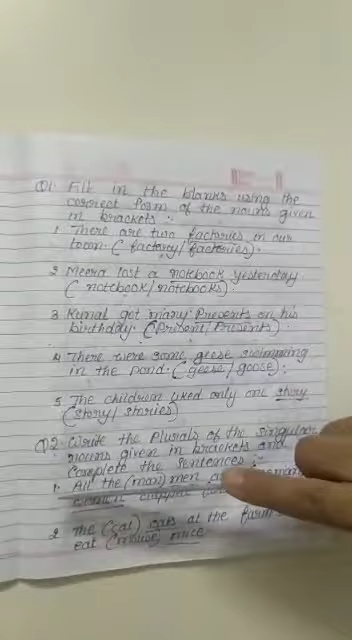 Q1. Fill in the blanks using the
correct form of the nouns given
in brackets :-
1 There are two factories in our
town. (factory/factories).
2 Meera lost a notebook yesterday
(notebook/notebooks).
3 Kunal got many Presents on his
birthday. (Present/Presents).
4 There were some geese swimming
in the pond. (geese/goose).
5 The children liked only one story
(story/stories)
Q2. Write the Plurals of the singular
nouns given in brackets and
complete the sentences :-
1. All the (man) men
women
2 The (cat) cats at the farm
eat (mouse) mice.